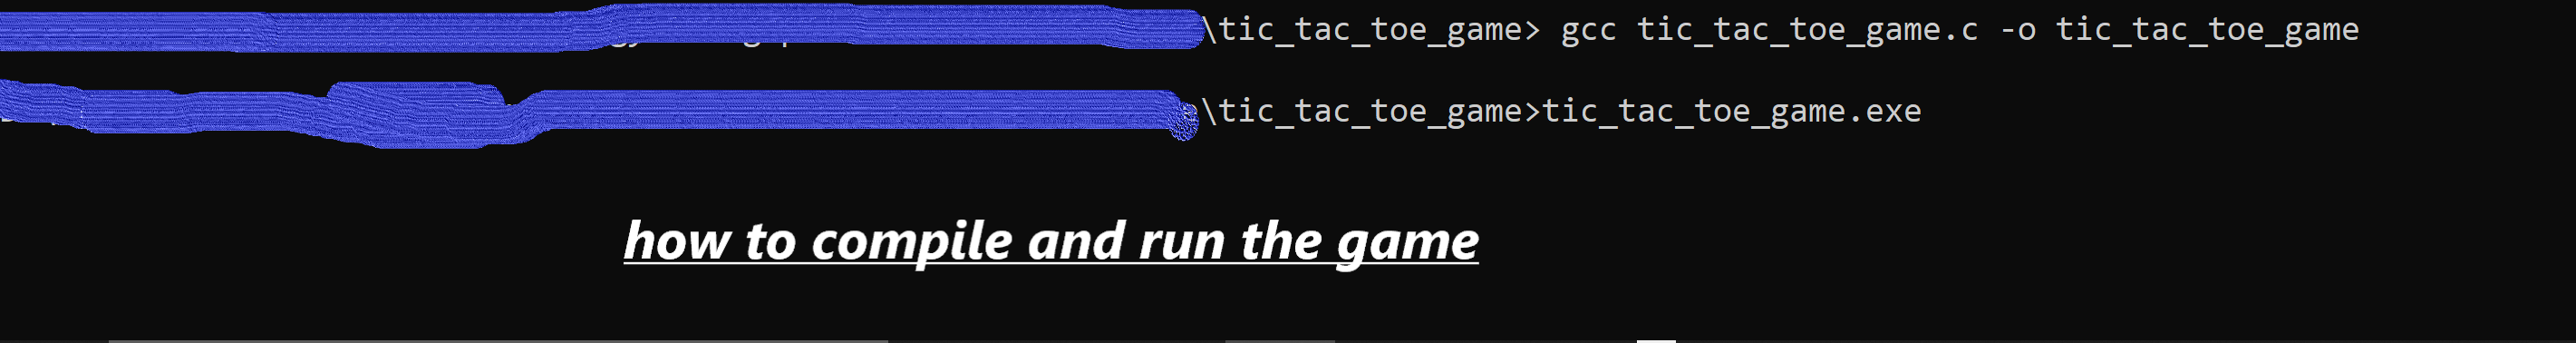 \tic_tac_toe_game> gcc tic_tac_toe_game.c -o tic_tac_toe_game
\tic_tac_toe_game>tic_tac_toe_game.exe
how to compile and run the game